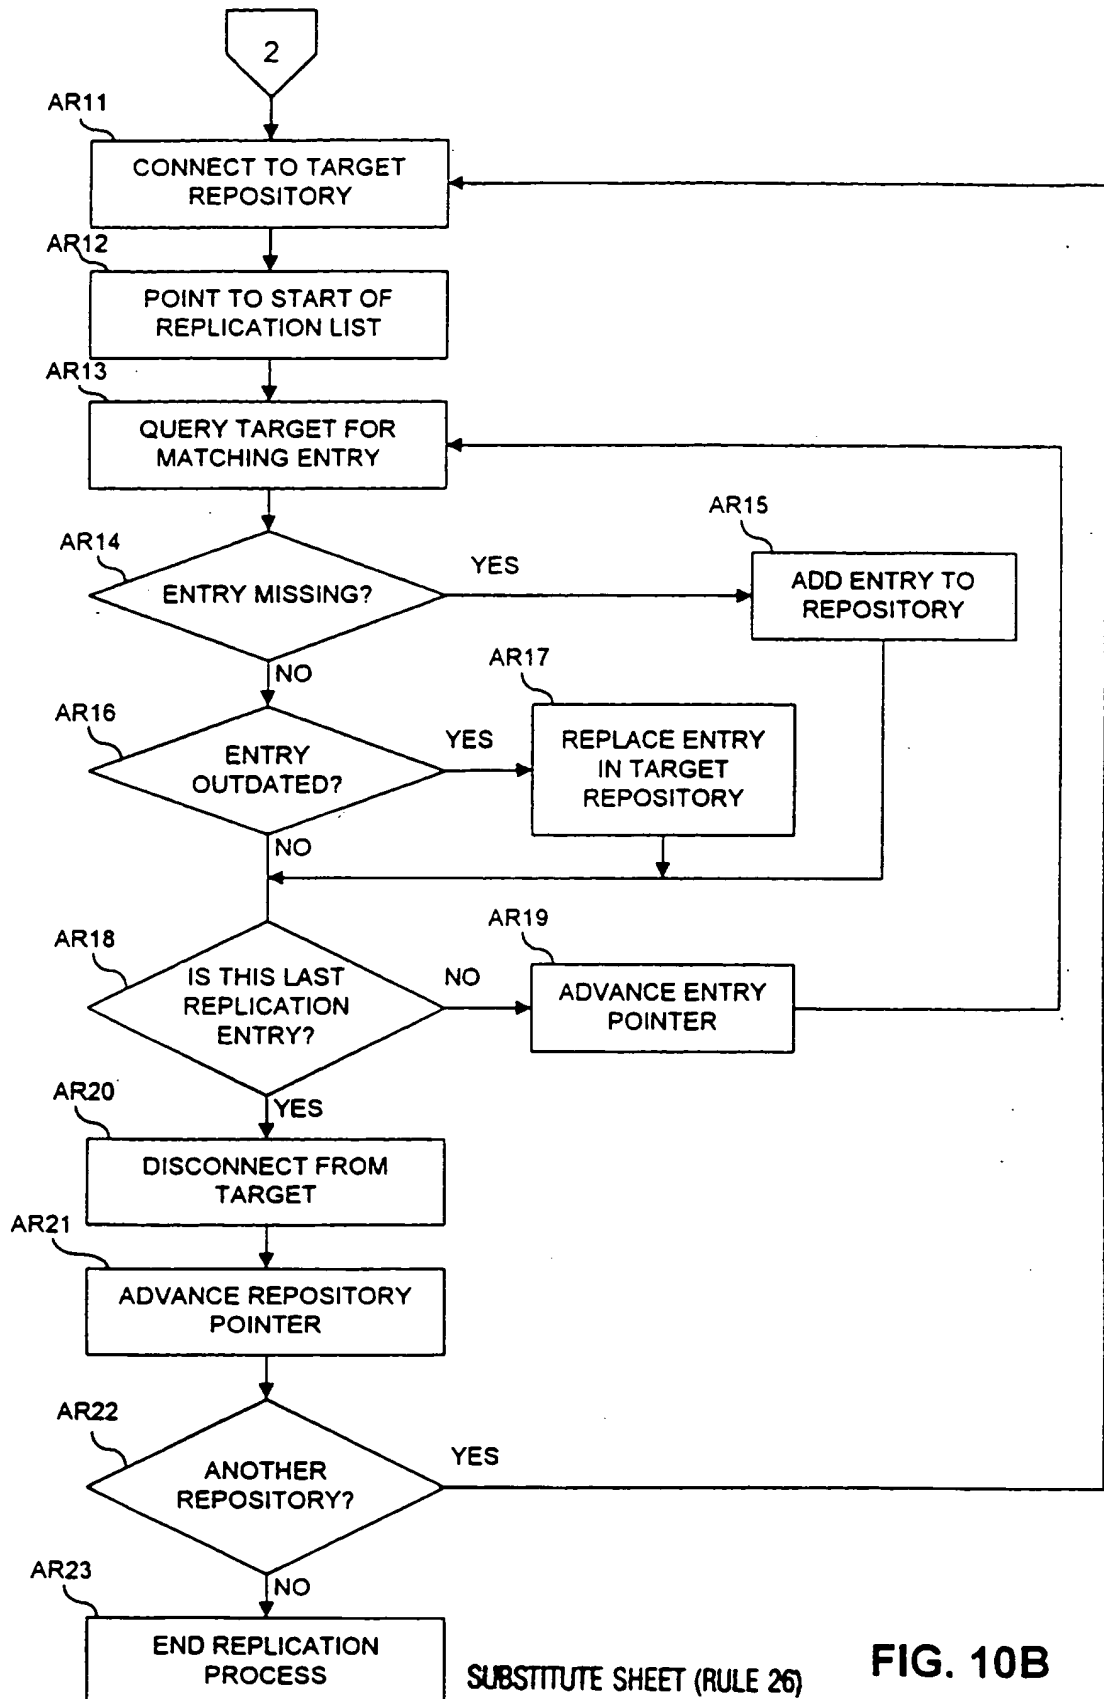 2
AR11
CONNECT TO TARGET
REPOSITORY
AR12
POINT TO START OF
REPLICATION LIST
AR13
QUERY TARGET FOR
MATCHING ENTRY
AR14
ENTRY MISSING?
YES
AR15
ADD ENTRY TO
REPOSITORY
NO
AR16
ENTRY
OUTDATED?
YES
AR17
REPLACE ENTRY
IN TARGET
REPOSITORY
NO
AR18
IS THIS LAST
REPLICATION
ENTRY?
NO
AR19
ADVANCE ENTRY
POINTER
YES
AR20
DISCONNECT FROM
TARGET
AR21
ADVANCE REPOSITORY
POINTER
AR22
ANOTHER
REPOSITORY?
YES
NO
AR23
END REPLICATION
PROCESS
SUBSTITUTE SHEET (RULE 26)
FIG. 10B